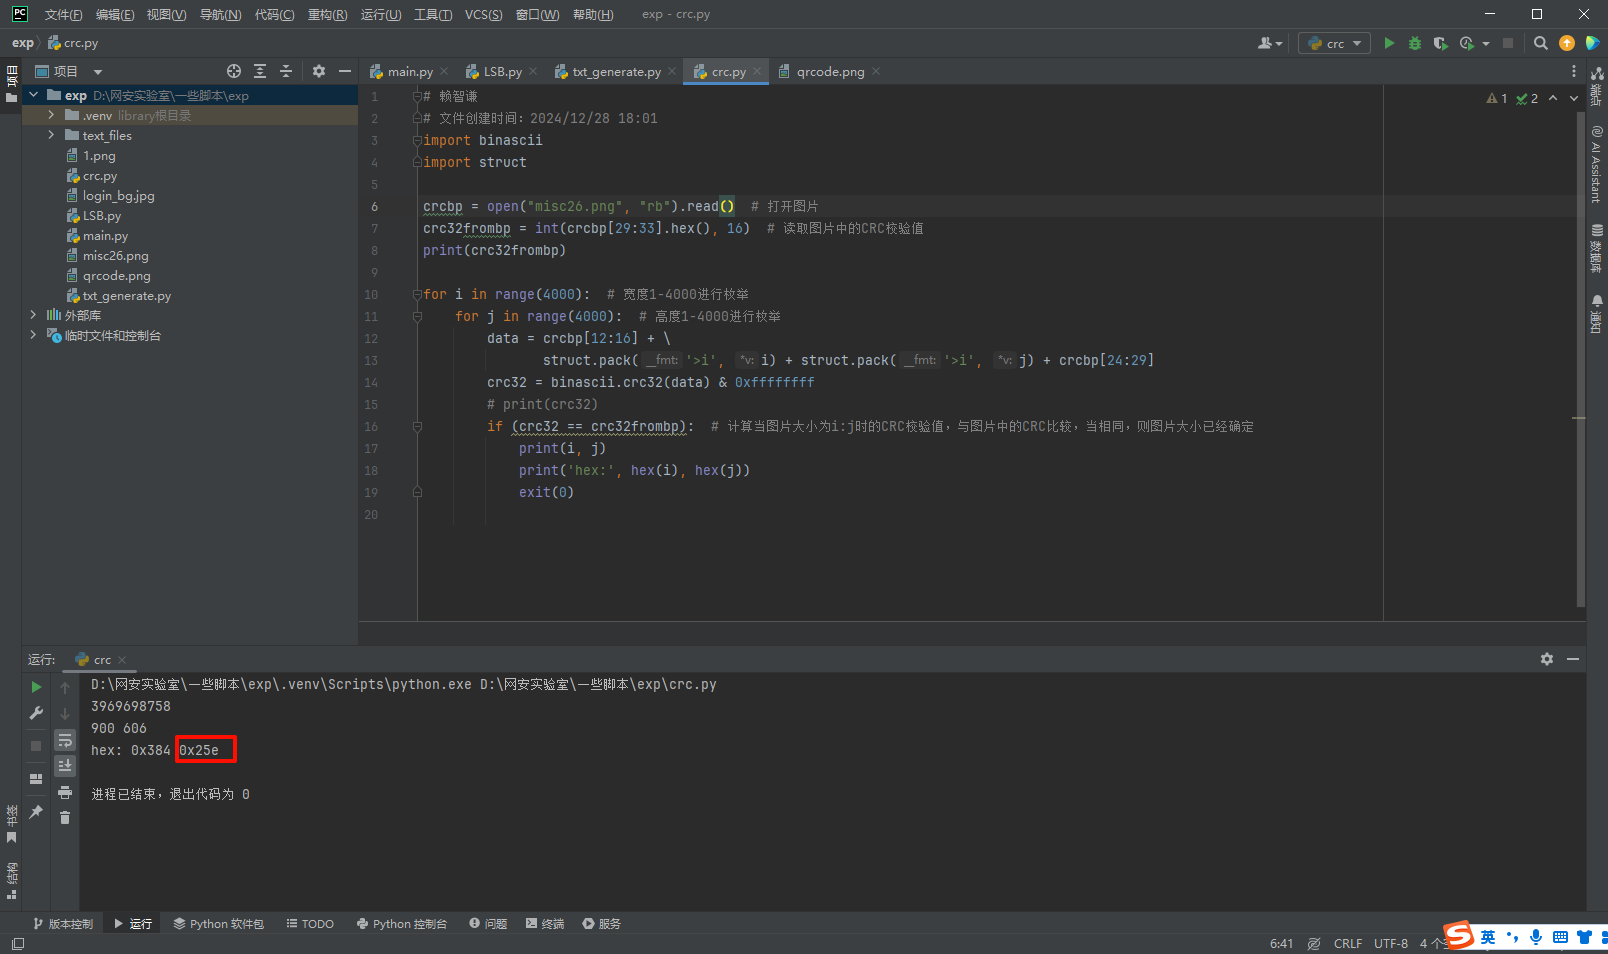 文件(F) 编辑(E) 视图(V) 导航(N) 代码(C) 重构(R) 运行(U) 工具(T) VCS(S) 窗口(W) 帮助(H) exp - crc.py
exp crc.py
crc
项目
main.py LSB.py txt_generate.py crc.py qrcode.png
exp D:\网安实验室\一些脚本\exp
.venv library根目录
text_files
1.png
crc.py
login_bg.jpg
LSB.py
main.py
misc26.png
qrcode.png
txt_generate.py
外部库
临时文件和控制台
1 # 赖智谦
2 # 文件创建时间: 2024/12/28 18:01
3 import binascii
4 import struct
5
6 crcbp = open("misc26.png", "rb").read() # 打开图片
7 crc32frombp = int(crcbp[29:33].hex(), 16) # 读取图片中的CRC校验值
8 print(crc32frombp)
9
10 for i in range(4000): # 宽度1-4000进行枚举
11 for j in range(4000): # 高度1-4000进行枚举
12 data = crcbp[12:16] + \
13 struct.pack( __fmt: '>i', *v: i) + struct.pack( __fmt: '>i', *v: j) + crcbp[24:29]
14 crc32 = binascii.crc32(data) & 0xffffffff
15 # print(crc32)
16 if (crc32 == crc32frombp): # 计算当图片大小为i:j时的CRC校验值，与图片中的CRC比较，当相同，则图片大小已经确定
17 print(i, j)
18 print('hex:', hex(i), hex(j))
19 exit(0)
20
1 2
项目
端点
AI Assistant
数据库
通知
运行: crc
D:\网安实验室\一些脚本\exp\.venv\Scripts\python.exe D:\网安实验室\一些脚本\exp\crc.py
3969698758
900 606
hex: 0x384 0x25e
进程已结束，退出代码为 0
书签
结构
版本控制 运行 Python 软件包 TODO Python 控制台 问题 终端 服务
6:41 CRLF UTF-8 4 个
S 英